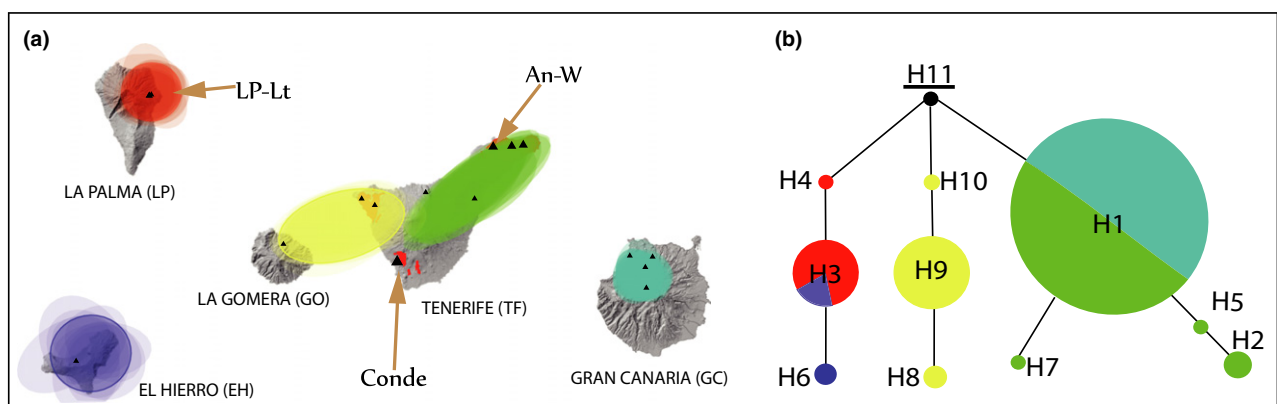 (a)
LP-Lt
An-W
LA PALMA (LP)
LA GOMERA (GO)
TENERIFE (TF)
EL HIERRO (EH)
Conde
GRAN CANARIA (GC)
(b)
H11
H4
H10
H1
H3
H9
H5
H2
H7
H6
H8